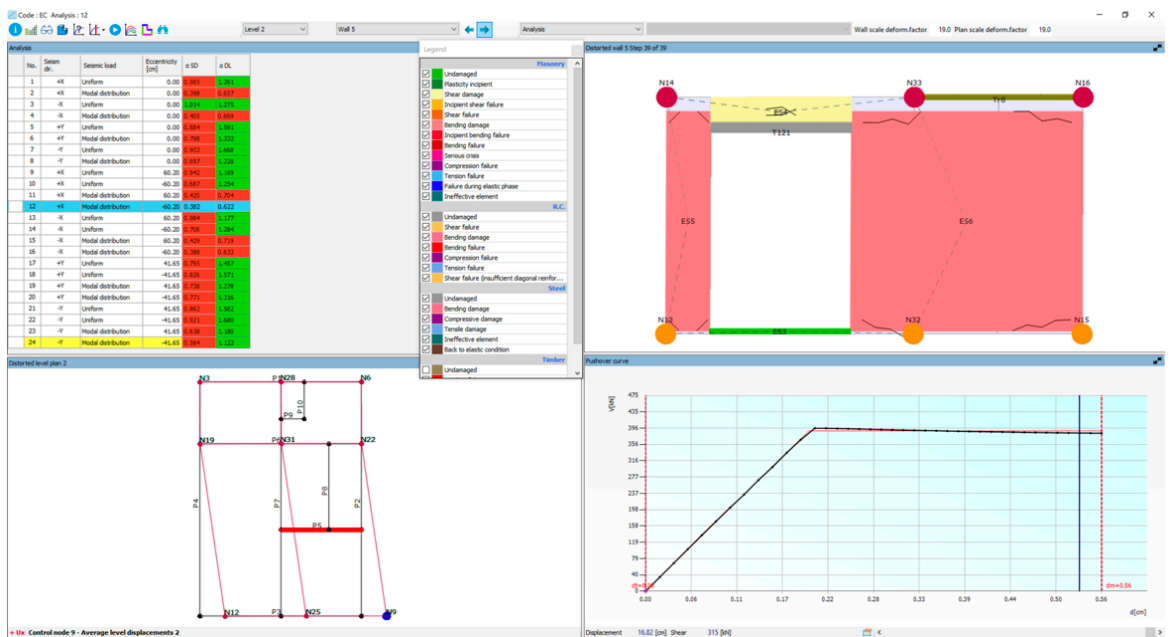 Code : EC Analysis : 12
Level 2
Wall 5
Analysis
Wall scale deform.factor 19.0 Plan scale deform.factor 19.0
Analysis
No. Seism dir. Seismic load Eccentricity [cm] α SD α DL
1 +X Uniform 0.00 0.985 1.261
2 +X Modal distribution 0.00 0.398 0.657
3 -X Uniform 0.00 1.014 1.275
4 -X Modal distribution 0.00 0.405 0.669
5 +Y Uniform 0.00 0.884 1.591
6 +Y Modal distribution 0.00 0.798 1.332
7 -Y Uniform 0.00 0.902 1.668
8 -Y Modal distribution 0.00 0.697 1.228
9 +X Uniform 60.20 0.942 1.169
10 +X Uniform -60.20 0.687 1.254
11 +X Modal distribution 60.20 0.420 0.704
12 +X Modal distribution -60.20 0.382 0.622
13 -X Uniform 60.20 0.984 1.177
14 -X Uniform -60.20 0.706 1.284
15 -X Modal distribution 60.20 0.429 0.719
16 -X Modal distribution -60.20 0.388 0.633
17 +Y Uniform 41.65 0.795 1.457
18 +Y Uniform -41.65 0.826 1.571
19 +Y Modal distribution 41.65 0.738 1.278
20 +Y Modal distribution -41.65 0.771 1.316
21 -Y Uniform 41.65 0.862 1.582
22 -Y Uniform -41.65 0.921 1.680
23 -Y Modal distribution 41.65 0.638 1.180
24 -Y Modal distribution -41.65 0.584 1.122
Legend
Masonery
Undamaged
Plasticity incipient
Shear damage
Incipient shear failure
Shear failure
Bending damage
Incipient bending failure
Bending failure
Serious crisis
Compression failure
Tension failure
Failure during elastic phase
Ineffective element
R.C.
Undamaged
Shear failure
Bending damage
Bending failure
Compression failure
Tension failure
Shear failure (insufficient diagonal reinfor...
Steel
Undamaged
Bending damage
Compressive damage
Tensile damage
Ineffective element
Back to elastic condition
Timber
Undamaged
Distorted wall 5 Step 39 of 39
N14 N33 N16
ES4 Tr8
T121
ES5 ES6
N13 ES3 N32 N15
Distorted level plan 2
N3 N28 N6
P9 P10
N19 P6 N31 N22
P4 P7 P8 P2
P5
N12 P3 N25 N9
+ Ux Control node 9 - Average level displacements 2
Pushover curve
V[kN]
475
435
396
356
316
277
237
198
158
119
79
40
dm=0.56
0.00 0.06 0.11 0.17 0.22 0.28 0.33 0.39 0.44 0.50 0.56
d[cm]
Displacement 16.82 [cm] Shear 315 [kN]